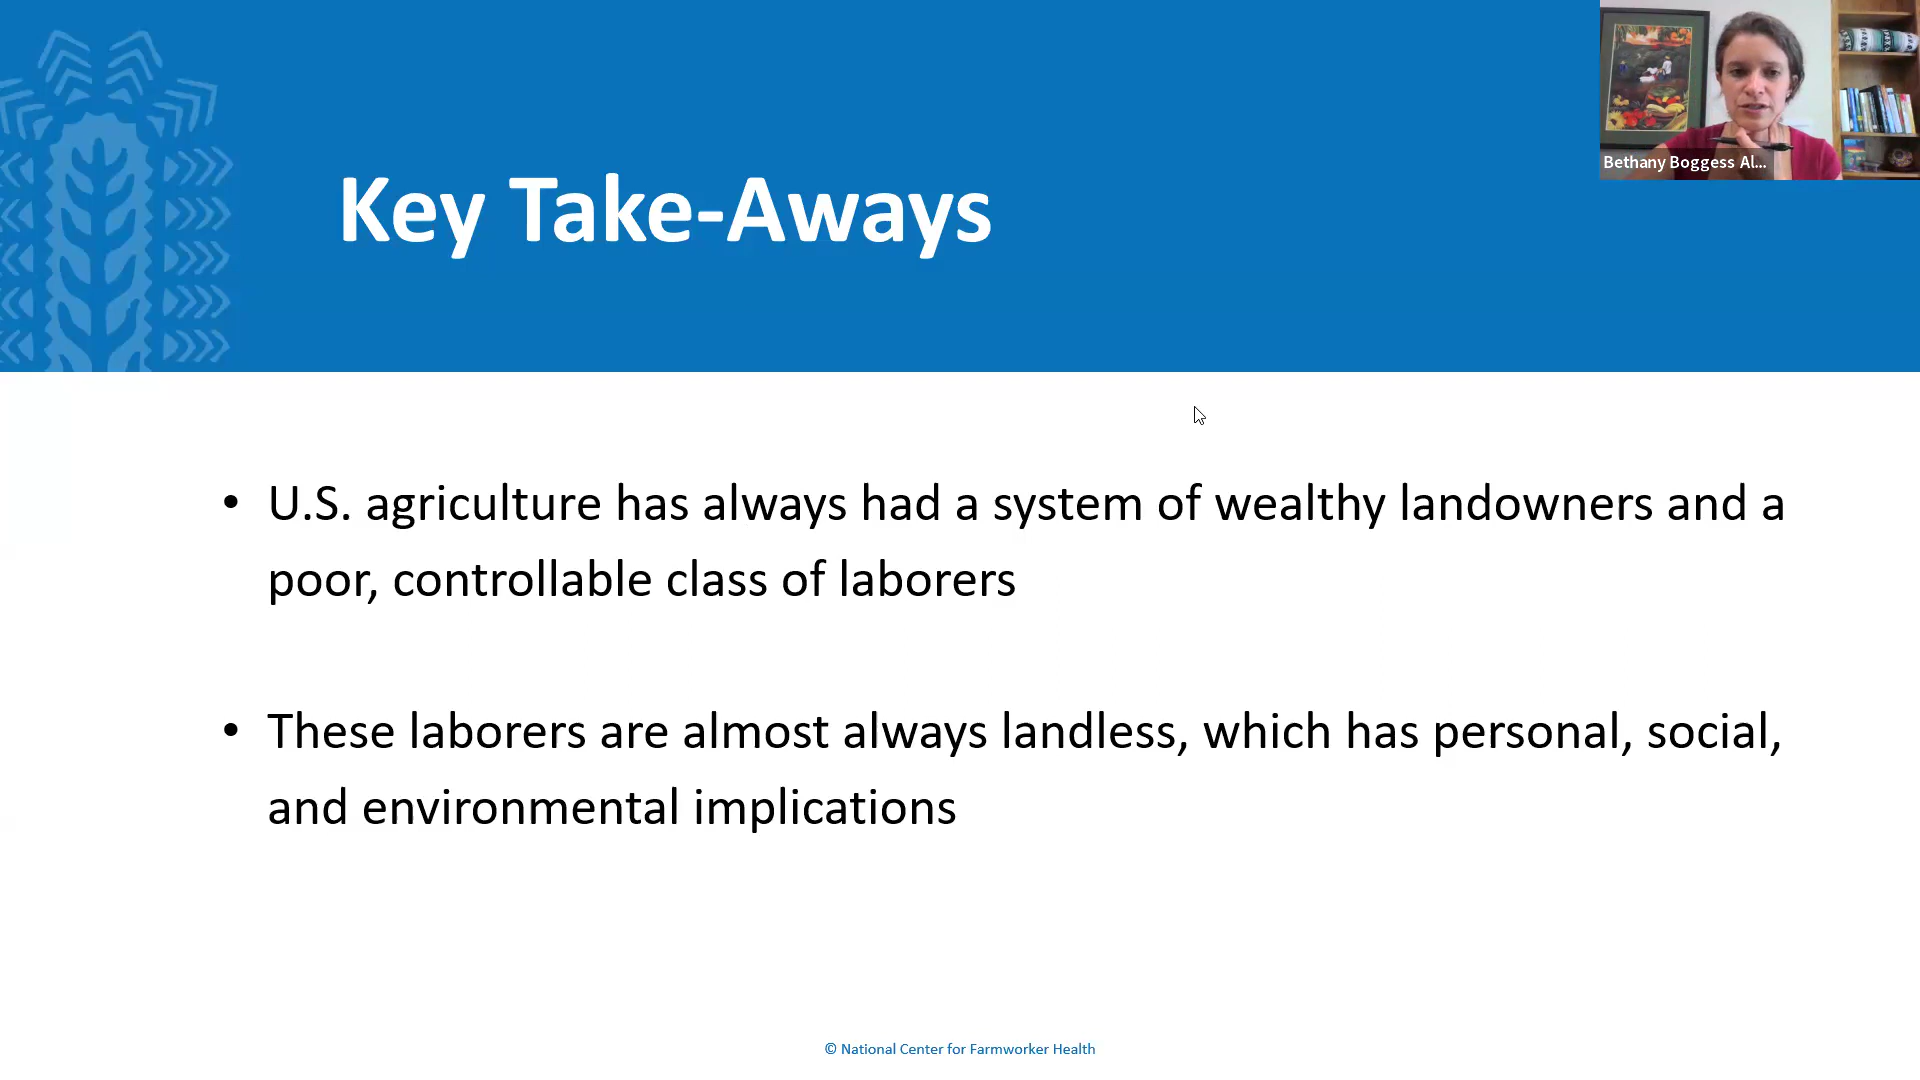 Bethany Boggess Al...
Key Take-Aways
• U.S. agriculture has always had a system of wealthy landowners and a
poor, controllable class of laborers
• These laborers are almost always landless, which has personal, social,
and environmental implications
© National Center for Farmworker Health